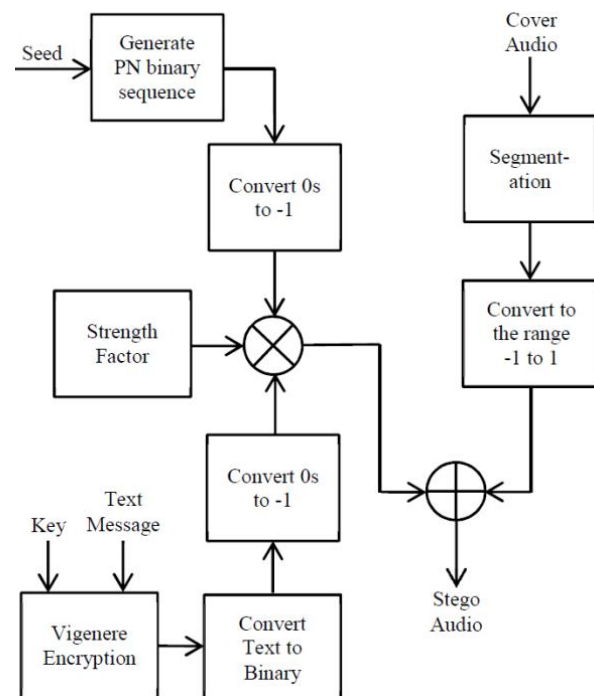 Seed
Generate
PN binary
sequence
Cover
Audio
Segment-
ation
Convert 0s
to -1
Strength
Factor
Convert to
the range
-1 to 1
Convert 0s
to -1
Key
Text
Message
Vigenere
Encryption
Convert
Text to
Binary
Stego
Audio